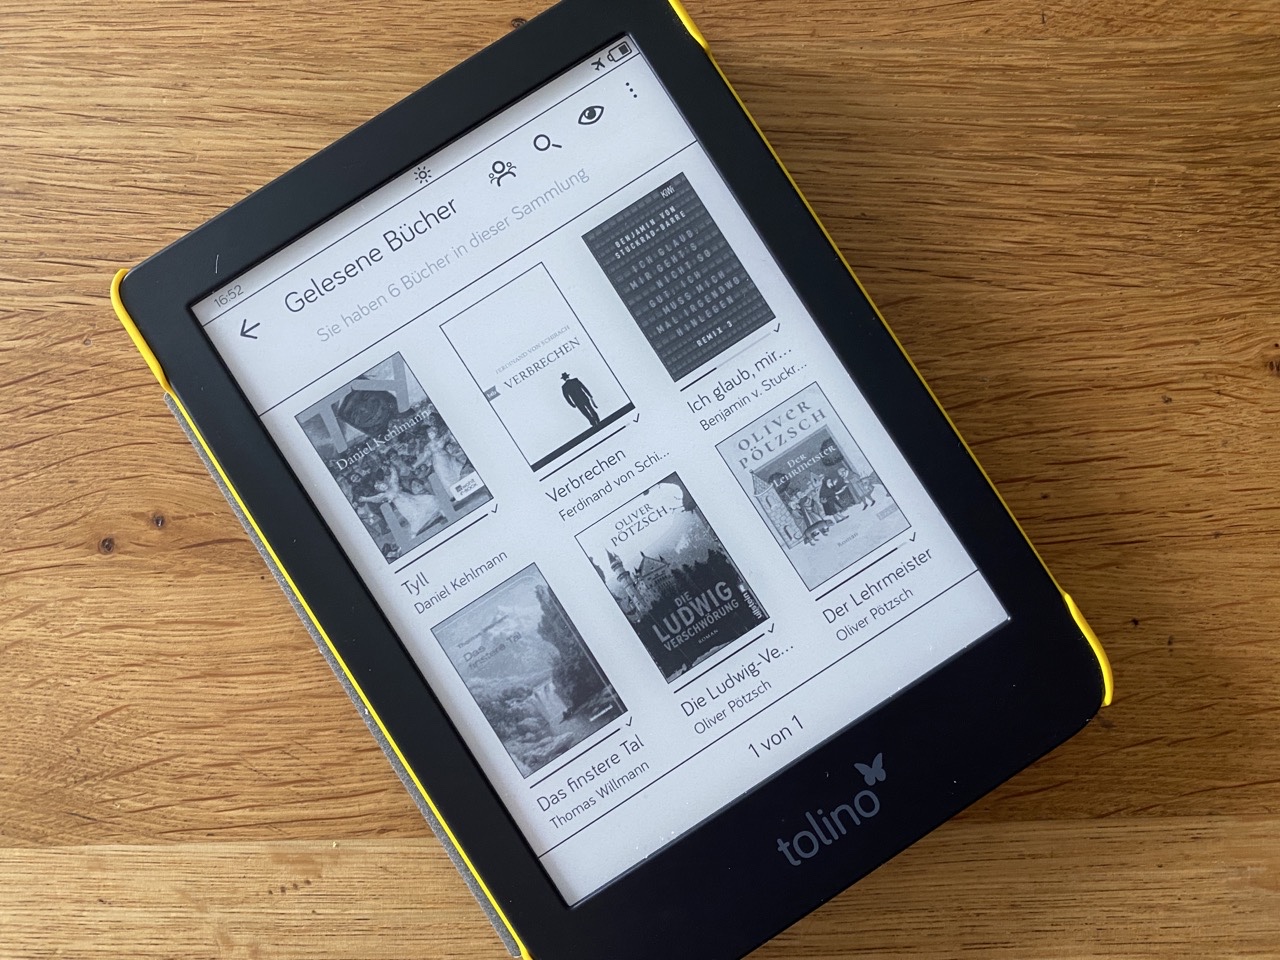 16:52
Gelesene Bücher
Sie haben 6 Bücher in dieser Sammlung
Daniel Kehlmann
Tyll
Daniel Kehlmann
FERDINAND VON SCHIRACH
VERBRECHEN
Verbrechen
Ferdinand von Schi...
KiWi
BENJAMIN VON
STUCKRAD-BARRE
ICH GLAUB,
MIR GEHT'S
NICHT SO
GUT, ICH
MUSS MICH
MAL IRGENDWO
HINLEGEN
REMIX 3
Ich glaub, mir...
Benjamin v. Stuckr...
Das
finstere Tal
Das finstere Tal
Thomas Willmann
OLIVER
PÖTZSCH
DIE
LUDWIG
VERSCHWÖRUNG
ROMAN
ullstein
Die Ludwig-Ve...
Oliver Pötzsch
OLIVER
PÖTZSCH
Der
Lehrmeister
Roman
Der Lehrmeister
Oliver Pötzsch
1 von 1
tolino